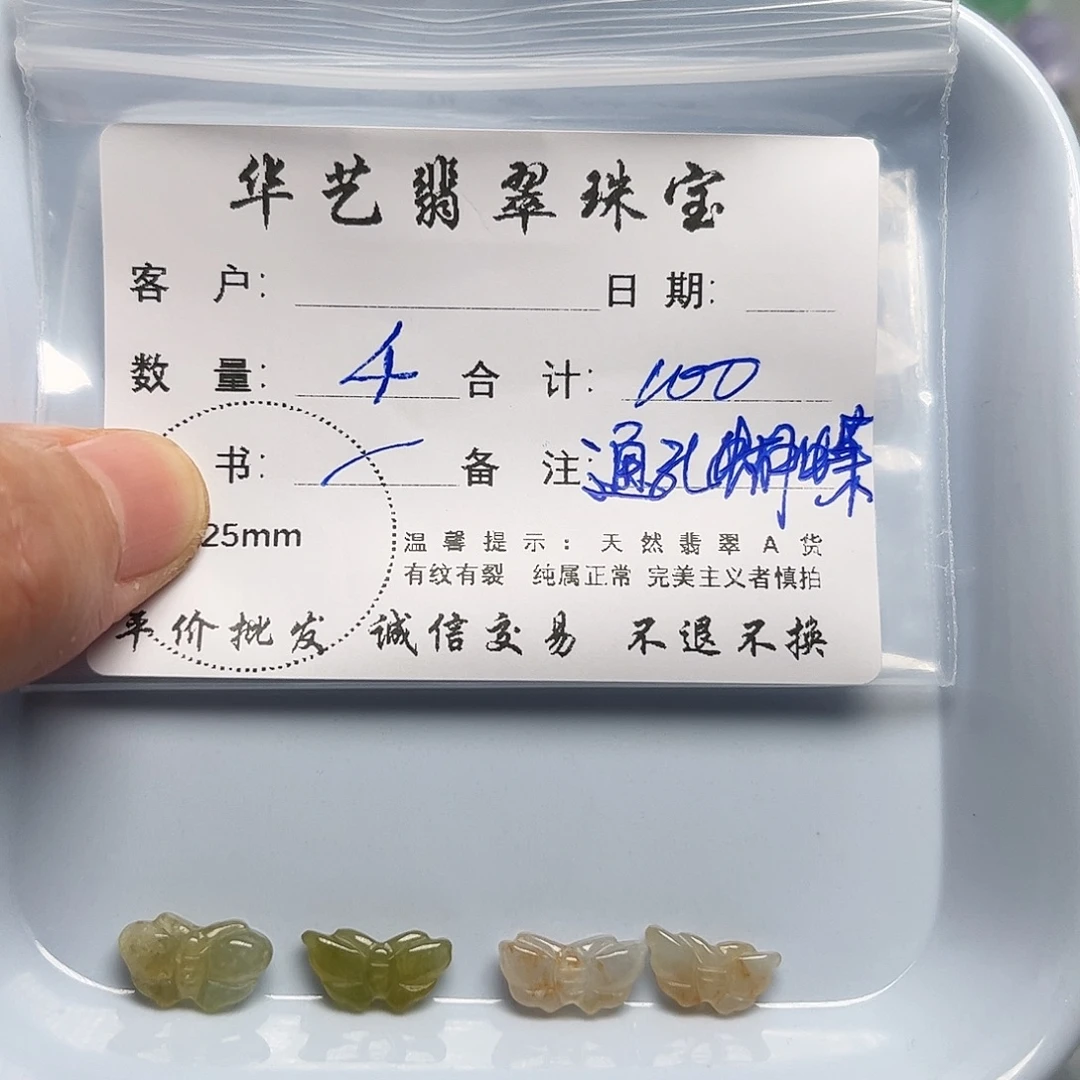 华艺翡翠珠宝
客 户: 日 期:
数 量: 4 合 计: 100
书: 备 注: 通孔蝴蝶
25mm
温馨提示:天然翡翠A货
有纹有裂 纯属正常 完美主义者慎拍
平价批发 诚信交易 不退不换